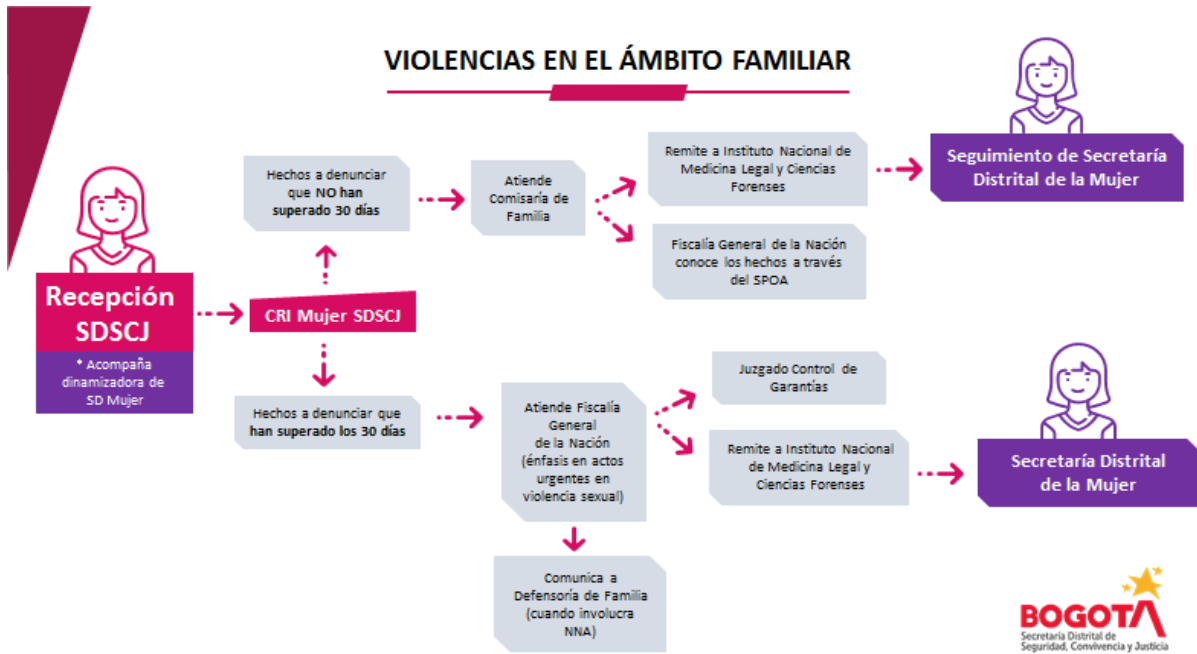 VIOLENCIAS EN EL ÁMBITO FAMILIAR
Recepción
SDSCJ
* Acompaña
dinamizadora de
SD Mujer
CRI Mujer SDSCJ
Hechos a denunciar
que NO han
superado 30 días
Atiende
Comisaría de
Familia
Remite a Instituto Nacional de
Medicina Legal y Ciencias
Forenses
Seguimiento de Secretaría
Distrital de la Mujer
Fiscalía General de la Nación
conoce los hechos a través
del SPOA
Hechos a denunciar que
han superado los 30 días
Atiende Fiscalía
General
de la Nación
(énfasis en actos
urgentes en
violencia sexual)
Juzgado Control de
Garantías
Remite a Instituto Nacional
de Medicina Legal y
Ciencias Forenses
Secretaría Distrital
de la Mujer
Comunica a
Defensoría de Familia
(cuando involucra
NNA)
BOGOTÁ
Secretaría Distrital de
Seguridad, Convivencia y Justicia